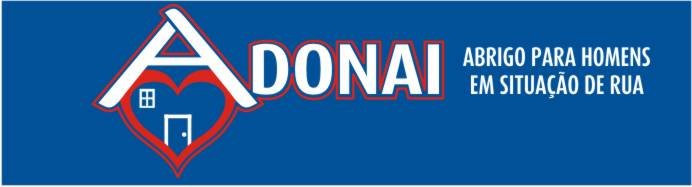 ADONAI
ABRIGO PARA HOMENS
EM SITUAÇÃO DE RUA